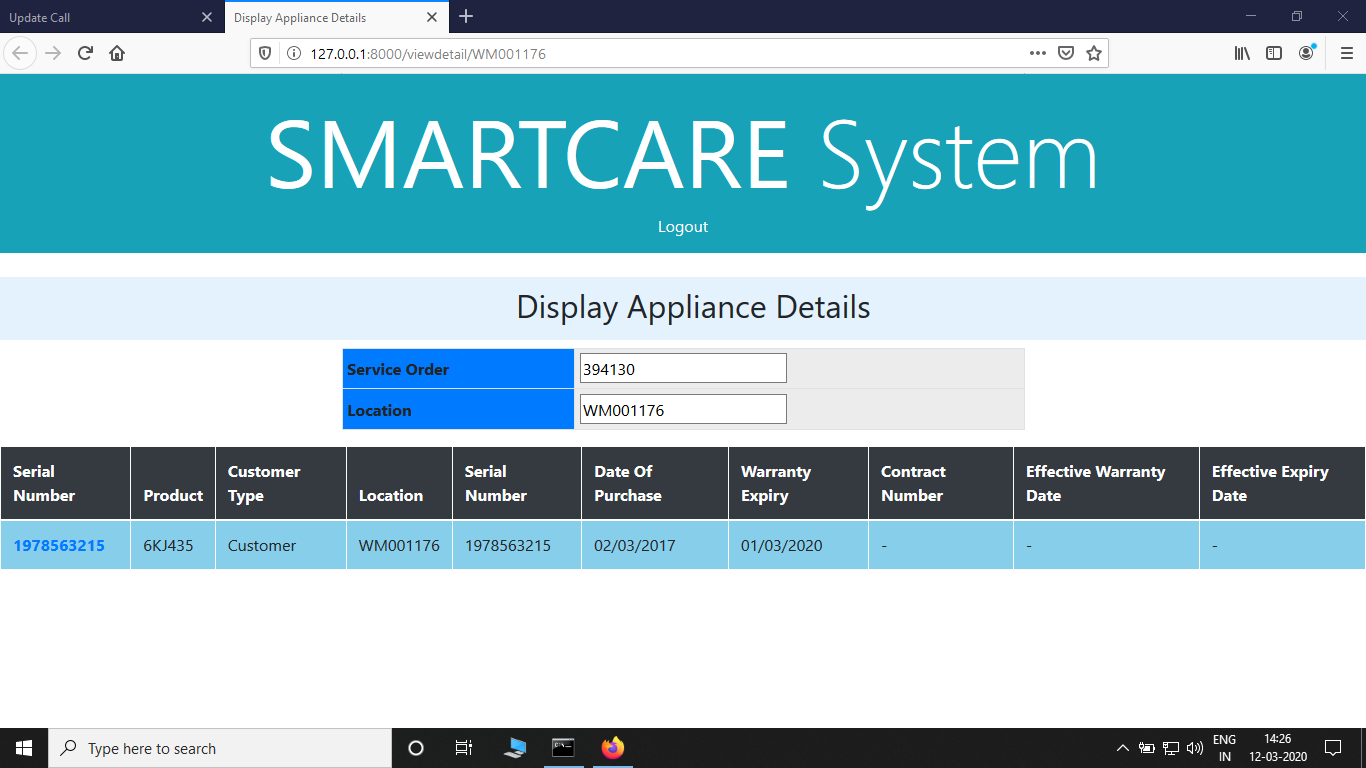 Update Call
Display Appliance Details
127.0.0.1:8000/viewdetail/WM001176
SMARTCARE System
Logout
Display Appliance Details
Service Order 394130
Location WM001176
Serial Number Product Customer Type Location Serial Number Date Of Purchase Warranty Expiry Contract Number Effective Warranty Date Effective Expiry Date
1978563215 6KJ435 Customer WM001176 1978563215 02/03/2017 01/03/2020 - - -
Type here to search
ENG
IN
14:26
12-03-2020